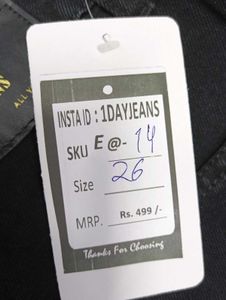 INSTA ID : 1DAYJEANS
SKU E @- 14
Size 26
MRP. Rs. 499 /-
Thanks For Choosing